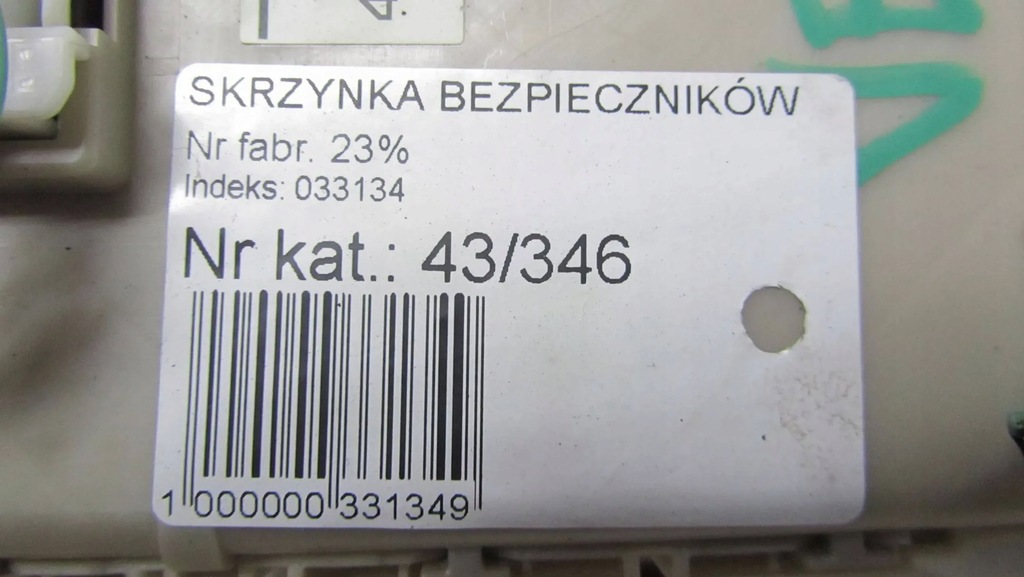 SKRZYNKA BEZPIECZNIKÓW
Nr fabr. 23%
Indeks: 033134
Nr kat.: 43/346
1 000000 331349